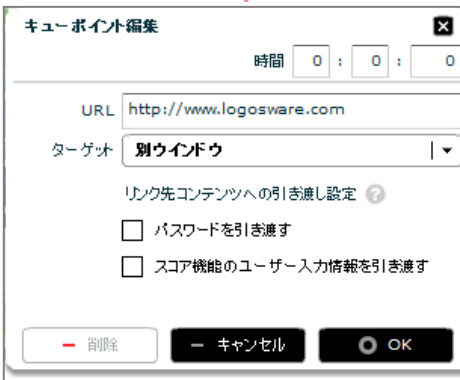 キューポイント編集
時間 0 : 0 : 0
URL http://www.logosware.com
ターゲット 別ウインドウ
リンク先コンテンツへの引き渡し設定 ?
パスワードを引き渡す
スコア機能のユーザー入力情報を引き渡す
削除 キャンセル OK